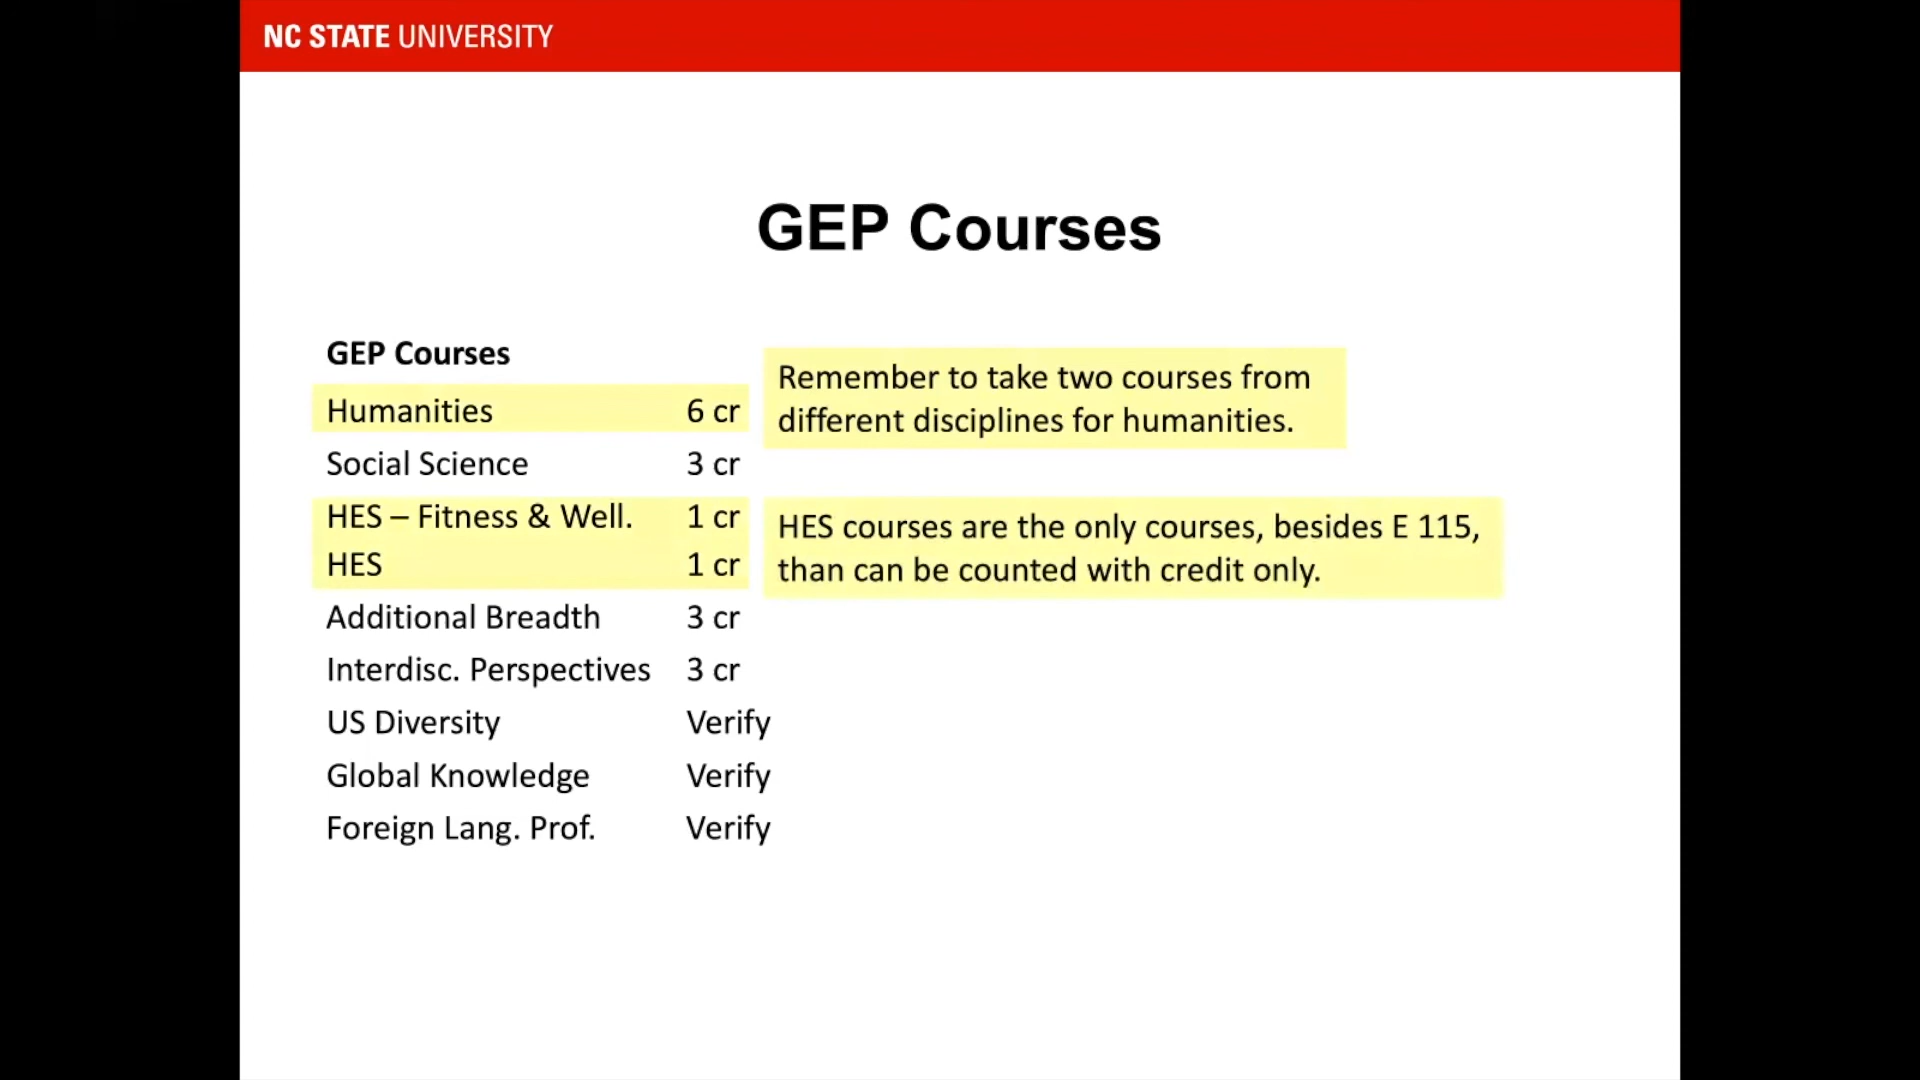 NC STATE UNIVERSITY
GEP Courses
GEP Courses
Humanities 6 cr
Remember to take two courses from
different disciplines for humanities.
Social Science 3 cr
HES – Fitness & Well. 1 cr
HES 1 cr
HES courses are the only courses, besides E 115,
than can be counted with credit only.
Additional Breadth 3 cr
Interdisc. Perspectives 3 cr
US Diversity Verify
Global Knowledge Verify
Foreign Lang. Prof. Verify